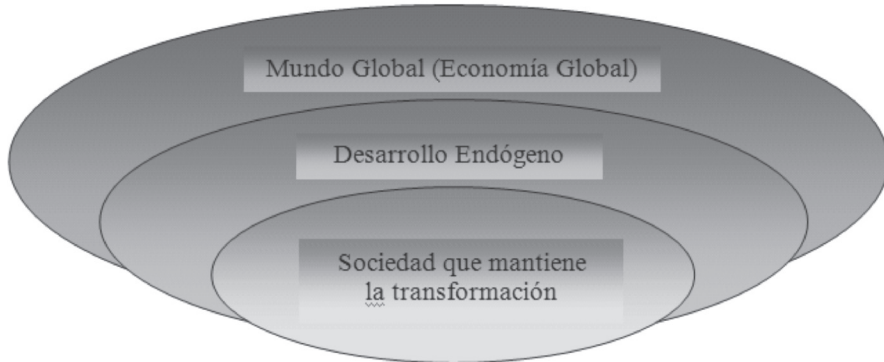 Mundo Global (Economía Global)
Desarrollo Endógeno
Sociedad que mantiene
la transformación